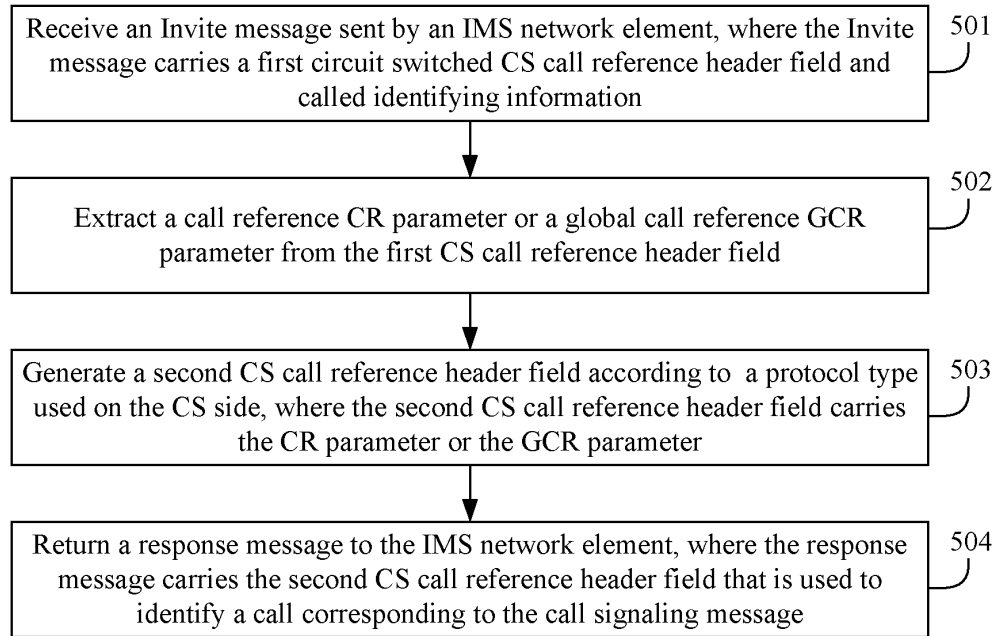 Receive an Invite message sent by an IMS network element, where the Invite
message carries a first circuit switched CS call reference header field and
called identifying information
501
Extract a call reference CR parameter or a global call reference GCR
parameter from the first CS call reference header field
502
Generate a second CS call reference header field according to a protocol type
used on the CS side, where the second CS call reference header field carries
the CR parameter or the GCR parameter
503
Return a response message to the IMS network element, where the response
message carries the second CS call reference header field that is used to
identify a call corresponding to the call signaling message
504